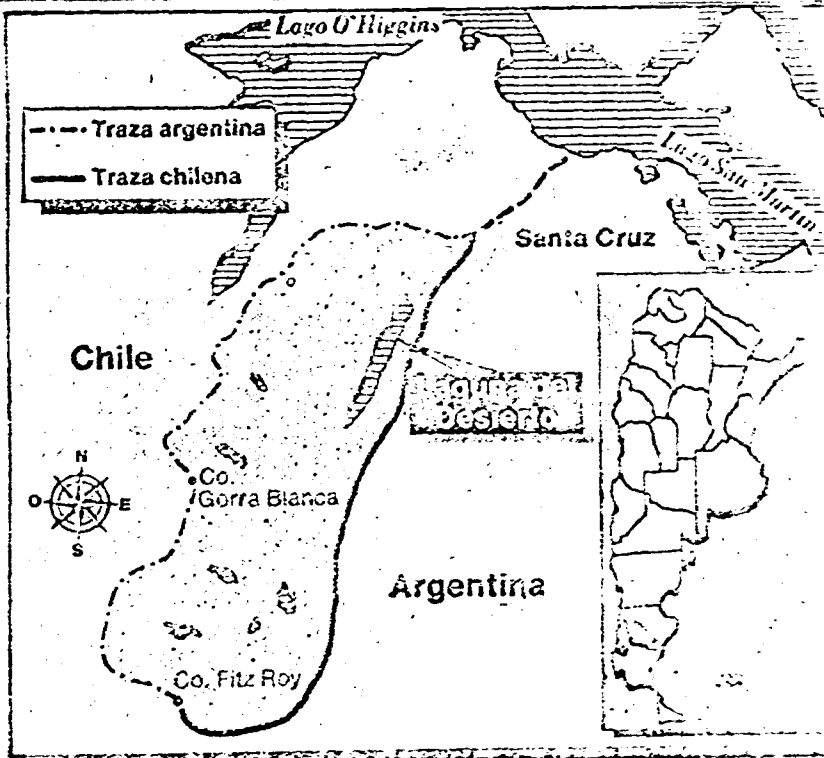 Lago O'Higgins
Traza argentina
Traza chilena
Lago San Martin
Santa Cruz
Chile
Laguna del
Desierto
N
O
E
S
Co.
Gorra Blanca
Argentina
Co. Fitz Roy